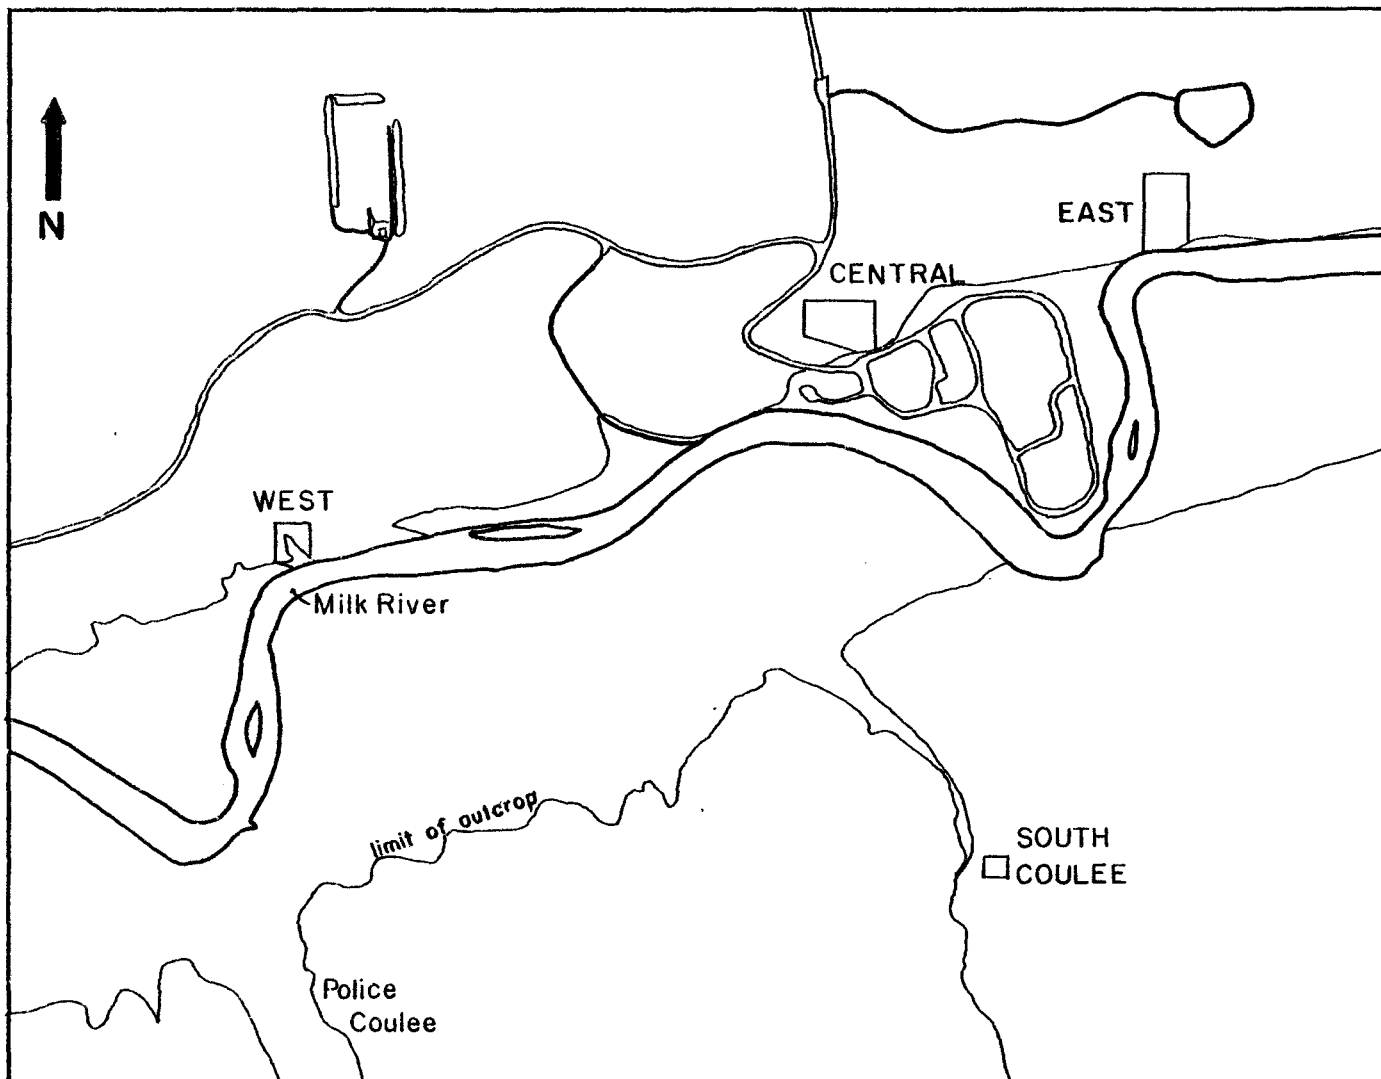 N
EAST
CENTRAL
WEST
Milk River
limit of outcrop
SOUTH
COULEE
Police
Coulee